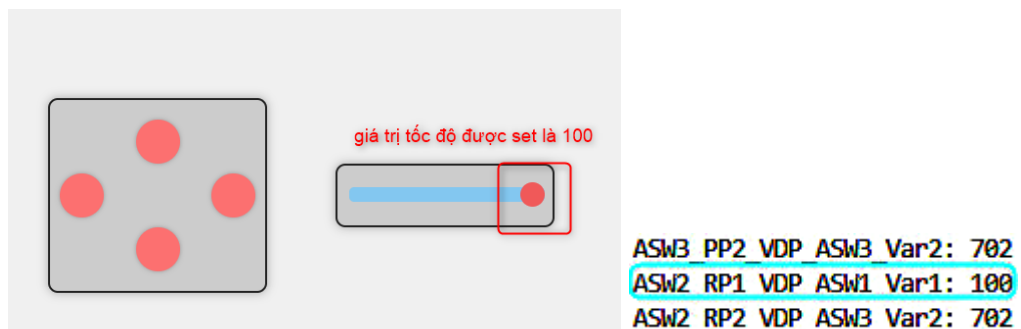 giá trị tốc độ được set là 100
ASW3_PP2_VDP_ASW3_Var2: 702
ASW2_RP1_VDP_ASW1_Var1: 100
ASW2_RP2_VDP_ASW3_Var2: 702